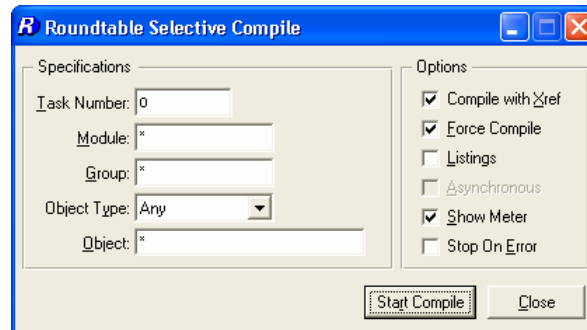 R Roundtable Selective Compile
Specifications
Task Number: 0
Module: *
Group: *
Object Type: Any
Object: *
Options
Compile with Xref
Force Compile
Listings
Asynchronous
Show Meter
Stop On Error
Start Compile
Close